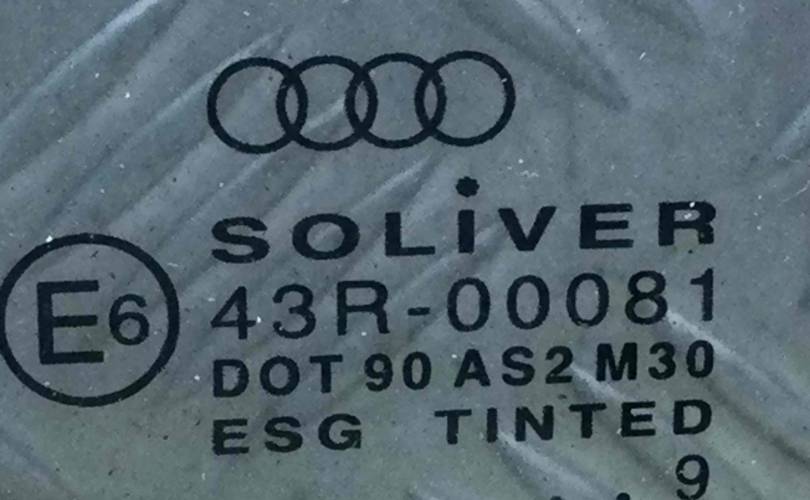 SOLiVER
E6 43R-00081
DOT 90 AS2 M30
ESG TINTED
9